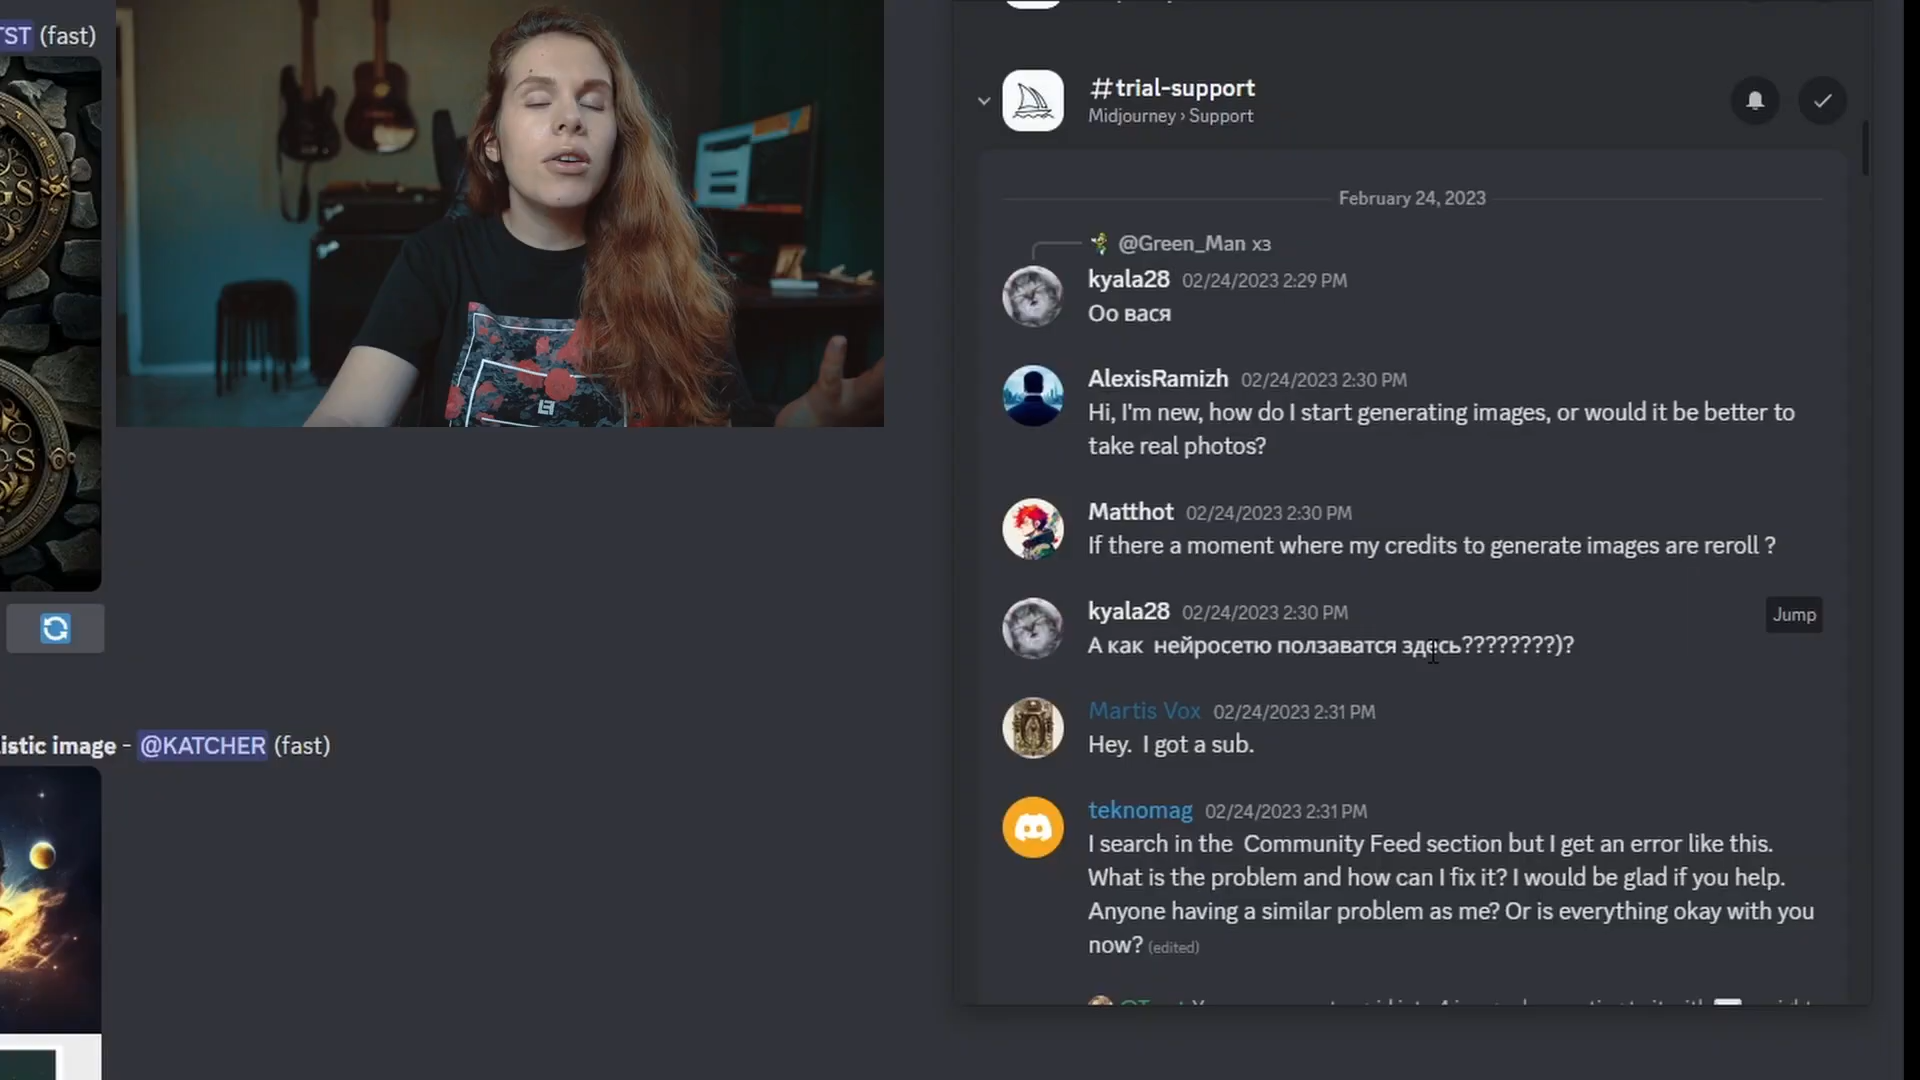 TST (fast)
GS
#trial-support
Midjourney › Support
February 24, 2023
@Green_Man x3
kyala28 02/24/2023 2:29 PM
Оо вася
AlexisRamizh 02/24/2023 2:30 PM
Hi, I'm new, how do I start generating images, or would it be better to
take real photos?
Matthot 02/24/2023 2:30 PM
If there a moment where my credits to generate images are reroll ?
kyala28 02/24/2023 2:30 PM
Jump
А как нейросетю ползаватся здесь????????)?
Martis Vox 02/24/2023 2:31 PM
Hey. I got a sub.
listic image - @KATCHER (fast)
teknomag 02/24/2023 2:31 PM
I search in the Community Feed section but I get an error like this.
What is the problem and how can I fix it? I would be glad if you help.
Anyone having a similar problem as me? Or is everything okay with you
now? (edited)